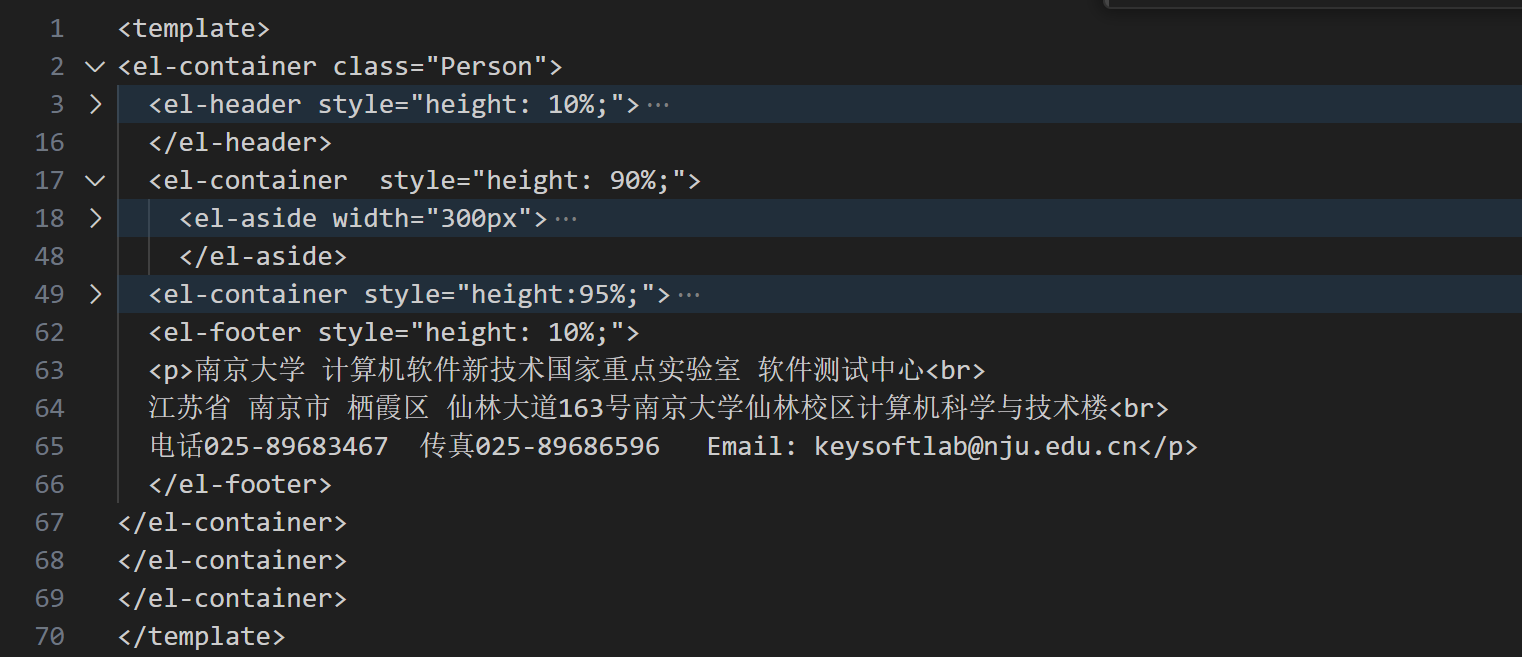 1 <template>
2 <el-container class="Person">
3 <el-header style="height: 10%;">···
16 </el-header>
17 <el-container  style="height: 90%;">
18 <el-aside width="300px">···
48 </el-aside>
49 <el-container style="height:95%;">···
62 <el-footer style="height: 10%;">
63 <p>南京大学 计算机软件新技术国家重点实验室 软件测试中心<br>
64 江苏省 南京市 栖霞区 仙林大道163号南京大学仙林校区计算机科学与技术楼<br>
65 电话025-89683467  传真025-89686596   Email: keysoftlab@nju.edu.cn</p>
66 </el-footer>
67 </el-container>
68 </el-container>
69 </el-container>
70 </template>